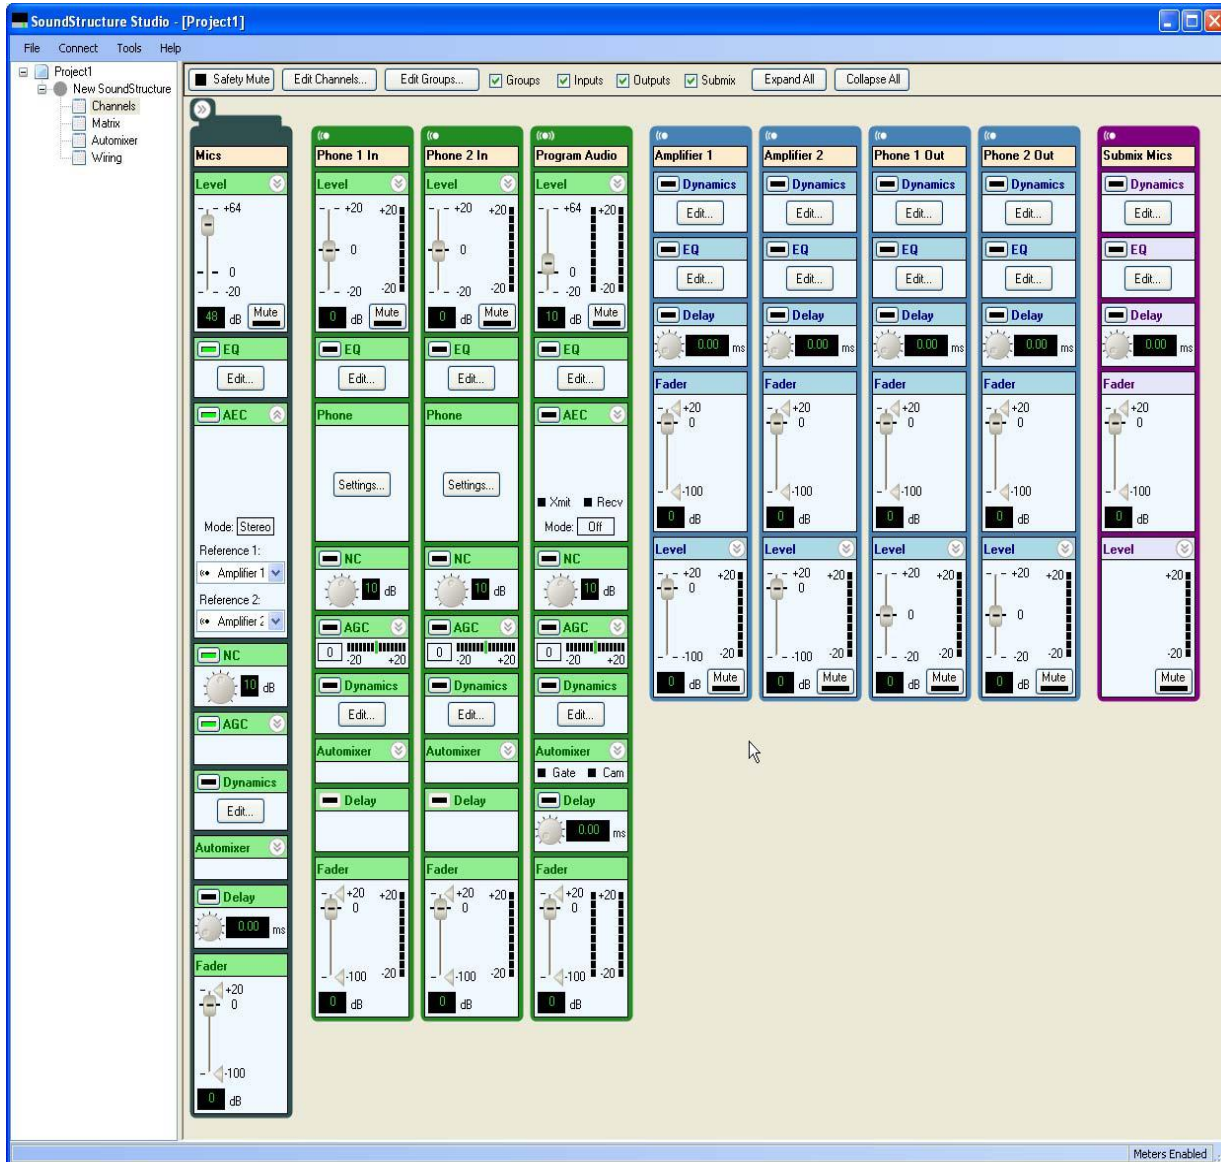 SoundStructure Studio - [Project1]
File Connect Tools Help
Project1
New SoundStructure
Channels
Matrix
Automixer
Wiring
Safety Mute Edit Channels... Edit Groups... Groups Inputs Outputs Submix Expand All Collapse All
Mics
Level
+64
0
-20
48 dB Mute
EQ
Edit...
AEC
Mode: Stereo
Reference 1:
Amplifier 1
Reference 2:
Amplifier 2
NC
10 dB
AGC
Dynamics
Edit...
Automixer
Delay
0.00 ms
Fader
+20
0
-100
0 dB
Phone 1 In
Level
+20 +20
0
-20 -20
0 dB Mute
EQ
Edit...
Phone
Settings...
NC
10 dB
AGC
0 -20 +20
Dynamics
Edit...
Automixer
Delay
Fader
+20 +20
0
-100 -20
0 dB
Phone 2 In
Level
+20 +20
0
-20 -20
0 dB Mute
EQ
Edit...
Phone
Settings...
NC
10 dB
AGC
0 -20 +20
Dynamics
Edit...
Automixer
Delay
Fader
+20 +20
0
-100 -20
0 dB
Program Audio
Level
+64 +20
0
-20 -20
10 dB Mute
EQ
Edit...
AEC
Xmit Recv
Mode: Off
NC
10 dB
AGC
0 -20 +20
Dynamics
Edit...
Automixer
Gate Cam
Delay
0.00 ms
Fader
+20 +20
0
-100 -20
0 dB
Amplifier 1
Dynamics
Edit...
EQ
Edit...
Delay
0.00 ms
Fader
+20
0
-100
0 dB
Level
+20 +20
0
-100 -20
0 dB Mute
Amplifier 2
Dynamics
Edit...
EQ
Edit...
Delay
0.00 ms
Fader
+20
0
-100
0 dB
Level
+20 +20
0
-100 -20
0 dB Mute
Phone 1 Out
Dynamics
Edit...
EQ
Edit...
Delay
0.00 ms
Fader
+20
0
-100
0 dB
Level
+20 +20
0
-20 -20
0 dB Mute
Phone 2 Out
Dynamics
Edit...
EQ
Edit...
Delay
0.00 ms
Fader
+20
0
-100
0 dB
Level
+20 +20
0
-20 -20
0 dB Mute
Submix Mics
Dynamics
Edit...
EQ
Edit...
Delay
0.00 ms
Fader
+20
0
-100
0 dB
Level
+20
-20
Mute
Meters Enabled